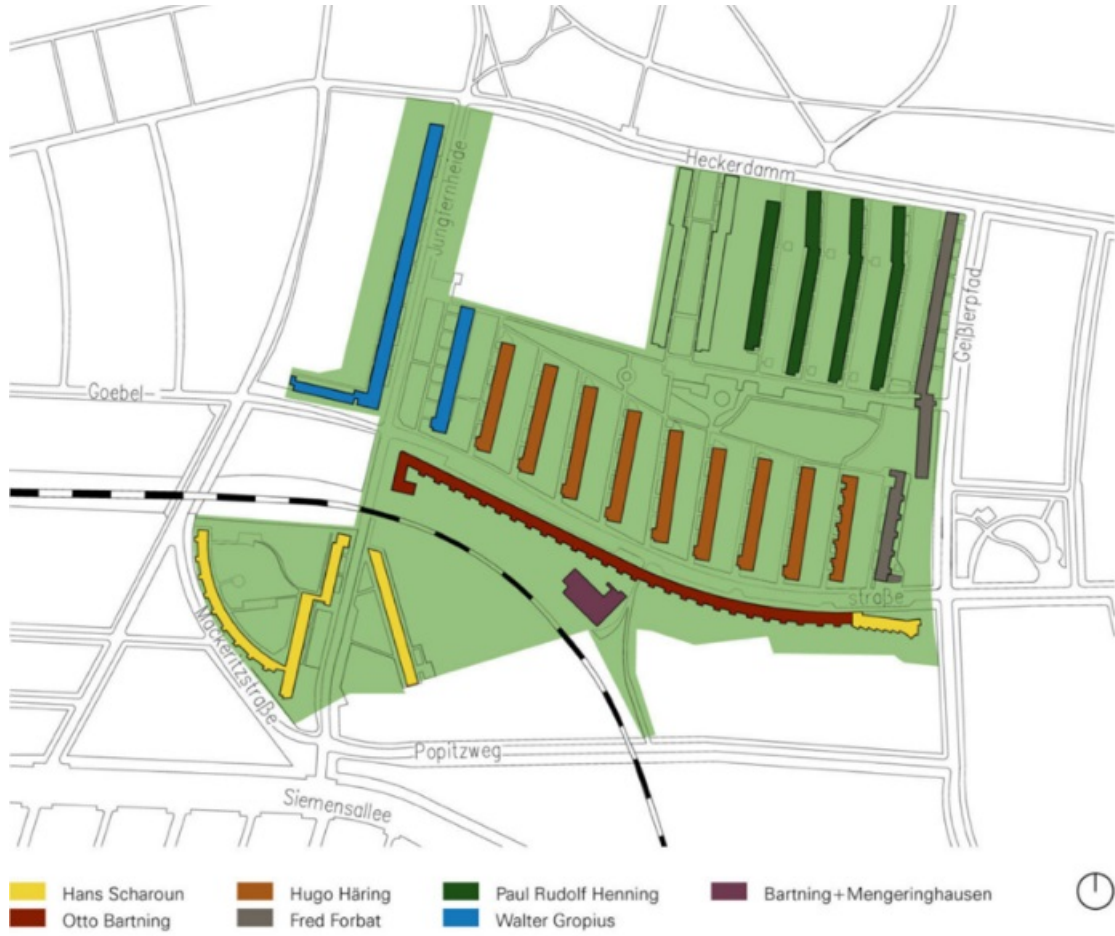 Heckerdamm
Jungfernheide
Geißlerpfad
Goebel-
straße
Mäckeritzstraße
Popitzweg
Siemensallee
Hans Scharoun
Hugo Häring
Paul Rudolf Henning
Bartning+Mengeringhausen
Otto Bartning
Fred Forbat
Walter Gropius